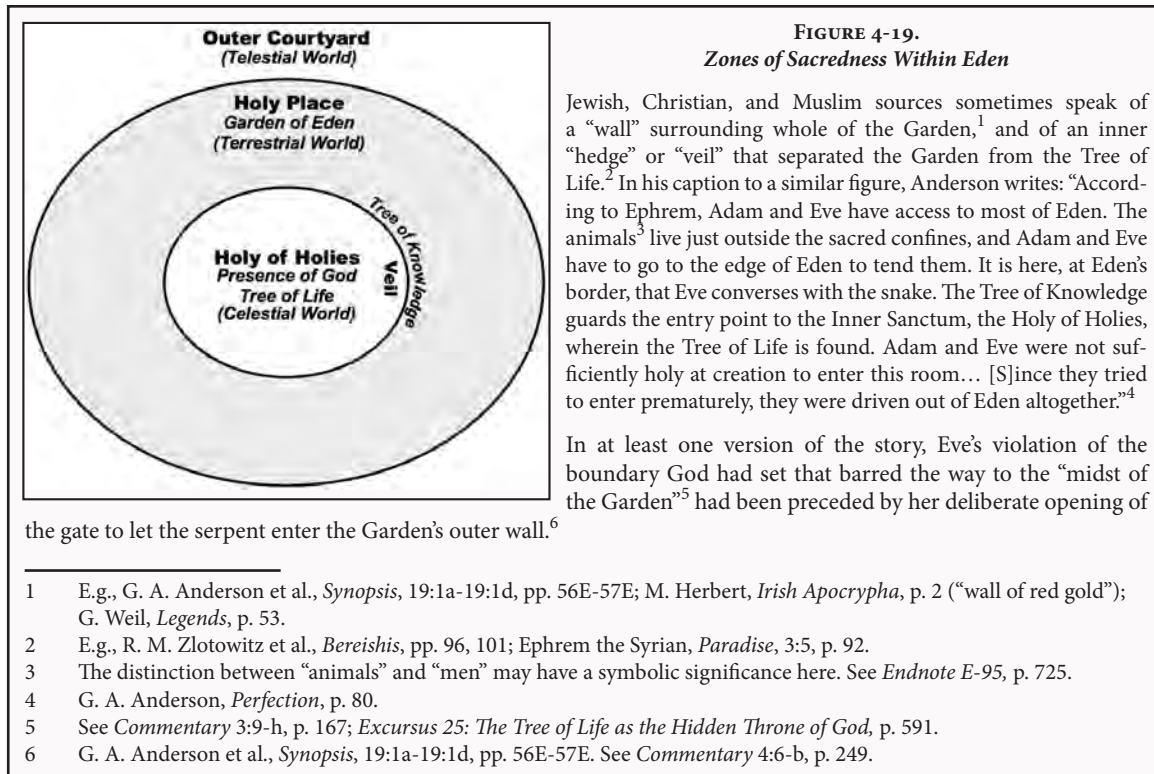 Outer Courtyard
(Telestial World)
Holy Place
Garden of Eden
(Terrestrial World)
Tree of Knowledge
Veil
Holy of Holies
Presence of God
Tree of Life
(Celestial World)
Figure 4-19.
Zones of Sacredness Within Eden
Jewish, Christian, and Muslim sources sometimes speak of
a “wall” surrounding whole of the Garden,1 and of an inner
“hedge” or “veil” that separated the Garden from the Tree of
Life.2 In his caption to a similar figure, Anderson writes: “Accord-
ing to Ephrem, Adam and Eve have access to most of Eden. The
animals3 live just outside the sacred confines, and Adam and Eve
have to go to the edge of Eden to tend them. It is here, at Eden’s
border, that Eve converses with the snake. The Tree of Knowledge
guards the entry point to the Inner Sanctum, the Holy of Holies,
wherein the Tree of Life is found. Adam and Eve were not suf-
ficiently holy at creation to enter this room… [S]ince they tried
to enter prematurely, they were driven out of Eden altogether.”4
In at least one version of the story, Eve’s violation of the
boundary God had set that barred the way to the “midst of
the Garden”5 had been preceded by her deliberate opening of
the gate to let the serpent enter the Garden’s outer wall.6
1 E.g., G. A. Anderson et al., Synopsis, 19:1a-19:1d, pp. 56E-57E; M. Herbert, Irish Apocrypha, p. 2 (“wall of red gold”);
G. Weil, Legends, p. 53.
2 E.g., R. M. Zlotowitz et al., Bereishis, pp. 96, 101; Ephrem the Syrian, Paradise, 3:5, p. 92.
3 The distinction between “animals” and “men” may have a symbolic significance here. See Endnote E-95, p. 725.
4 G. A. Anderson, Perfection, p. 80.
5 See Commentary 3:9-h, p. 167; Excursus 25: The Tree of Life as the Hidden Throne of God, p. 591.
6 G. A. Anderson et al., Synopsis, 19:1a-19:1d, pp. 56E-57E. See Commentary 4:6-b, p. 249.